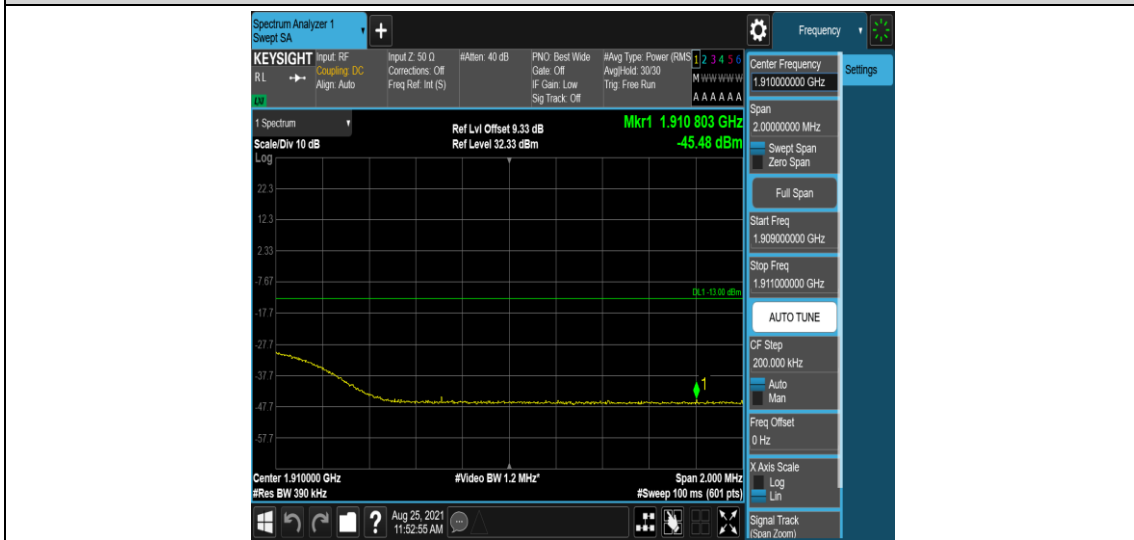 Spectrum Analyzer 1
Swept SA
+
Frequency
KEYSIGHT
RL
LXI
Input: RF
Coupling: DC
Align: Auto
Input Z: 50 Ω
Corrections: Off
Freq Ref: Int (S)
#Atten: 40 dB
PNO: Best Wide
Gate: Off
IF Gain: Low
Sig Track: Off
#Avg Type: Power (RMS
Avg|Hold: 30/30
Trig: Free Run
1 2 3 4 5 6
M W W W W W
A A A A A A
1 Spectrum
Scale/Div 10 dB
Log
Ref Lvl Offset 9.33 dB
Ref Level 32.33 dBm
Mkr1 1.910 803 GHz
-45.48 dBm
22.3
12.3
2.33
-7.67
DL1 -13.00 dBm
-17.7
-27.7
-37.7
1
-47.7
-57.7
Center 1.910000 GHz
#Res BW 390 kHz
#Video BW 1.2 MHz*
Span 2.000 MHz
#Sweep 100 ms (601 pts)
?
Aug 25, 2021
11:52:55 AM
Center Frequency
1.910000000 GHz
Settings
Span
2.00000000 MHz
Swept Span
Zero Span
Full Span
Start Freq
1.909000000 GHz
Stop Freq
1.911000000 GHz
AUTO TUNE
CF Step
200.000 kHz
Auto
Man
Freq Offset
0 Hz
X Axis Scale
Log
Lin
Signal Track
(Span Zoom)